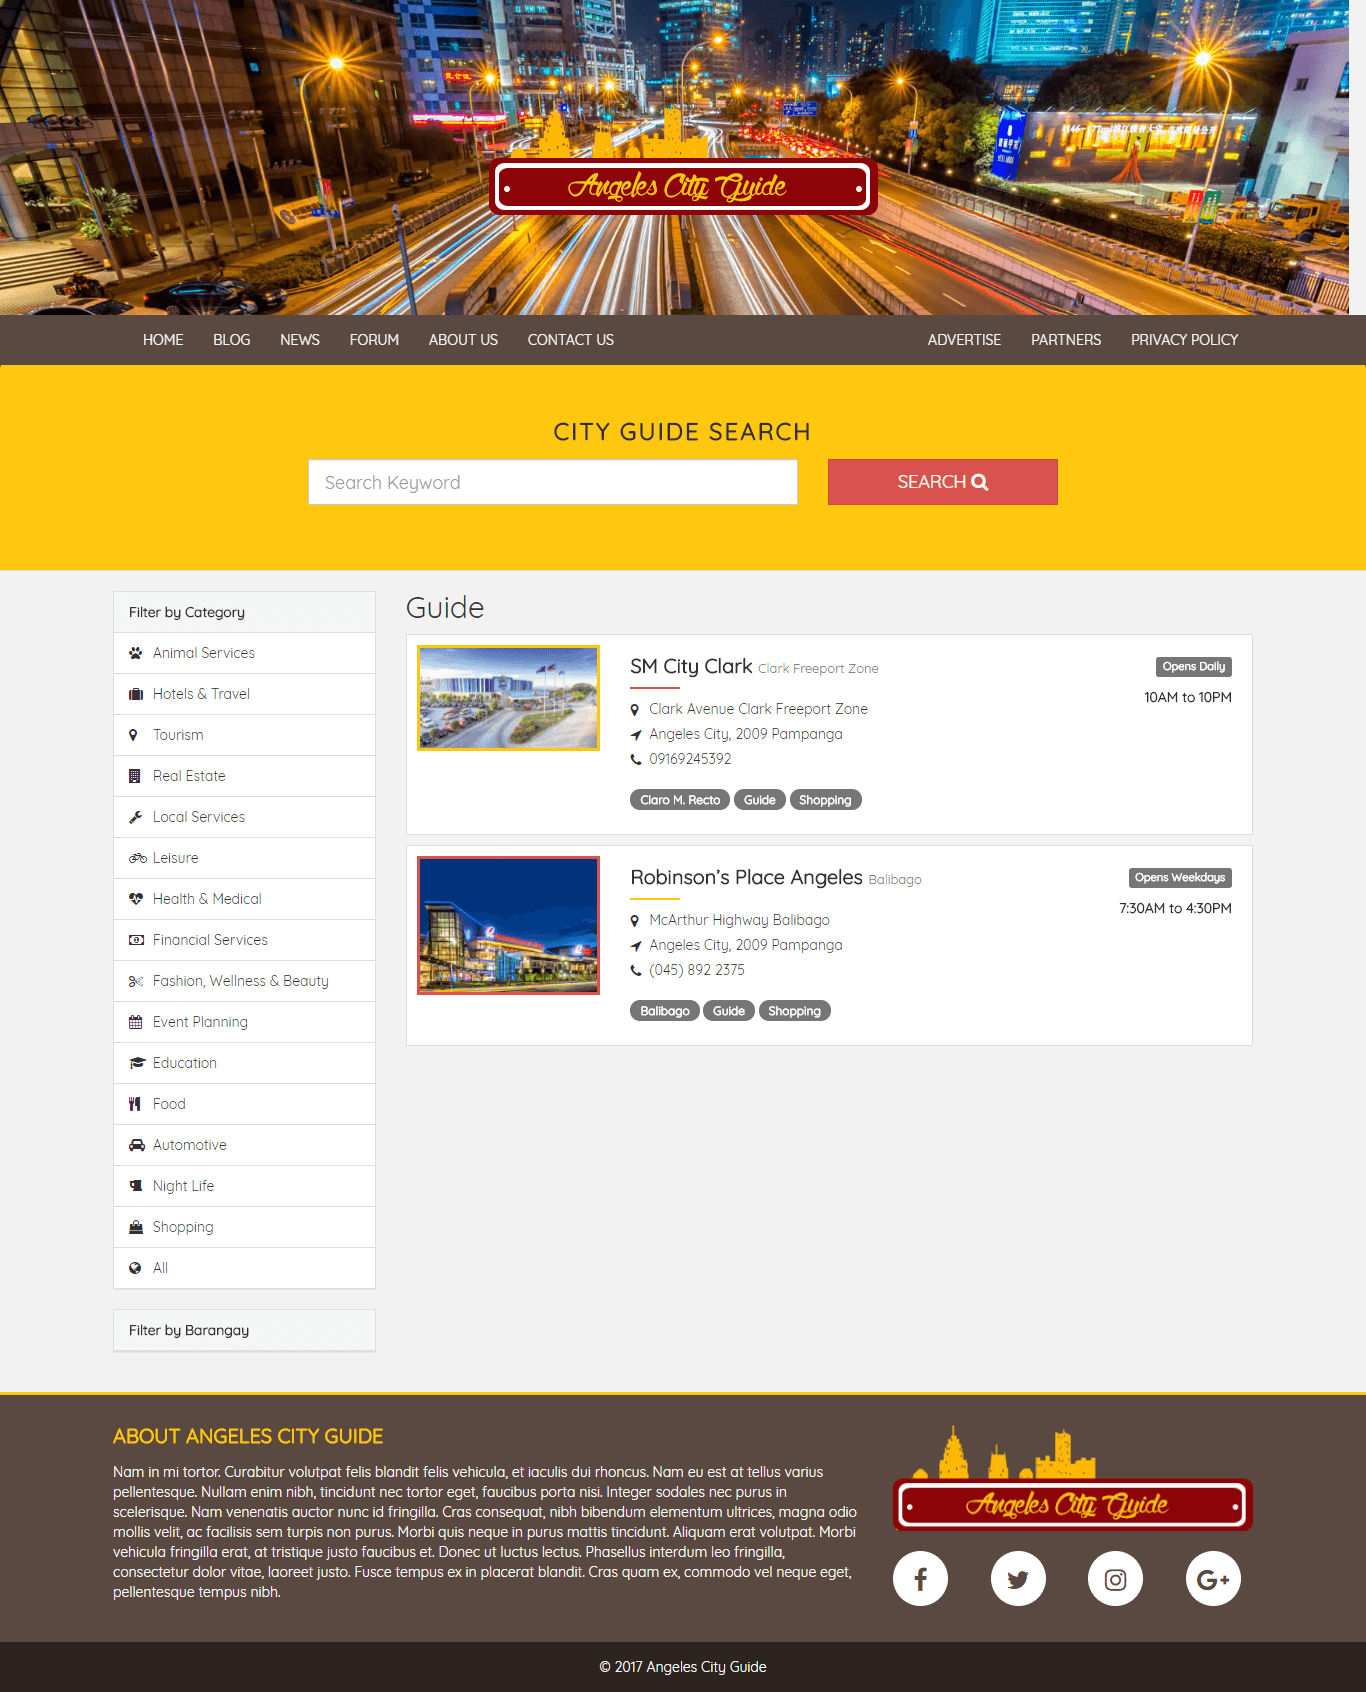 Angeles City Guide
HOME BLOG NEWS FORUM ABOUT US CONTACT US ADVERTISE PARTNERS PRIVACY POLICY
CITY GUIDE SEARCH
Search Keyword SEARCH
Filter by Category
Animal Services
Hotels & Travel
Tourism
Real Estate
Local Services
Leisure
Health & Medical
Financial Services
Fashion, Wellness & Beauty
Event Planning
Education
Food
Automotive
Night Life
Shopping
All
Filter by Barangay
Guide
SM City Clark Clark Freeport Zone
Opens Daily
10AM to 10PM
Clark Avenue Clark Freeport Zone
Angeles City, 2009 Pampanga
09169245392
Claro M. Recto Guide Shopping
Robinson's Place Angeles Balibago
Opens Weekdays
7:30AM to 4:30PM
McArthur Highway Balibago
Angeles City, 2009 Pampanga
(045) 892 2375
Balibago Guide Shopping
ABOUT ANGELES CITY GUIDE
Nam in mi tortor. Curabitur volutpat felis blandit felis vehicula, et iaculis dui rhoncus. Nam eu est at tellus varius
pellentesque. Nullam enim nibh, tincidunt nec tortor eget, faucibus porta nisi. Integer sodales nec purus in
scelerisque. Nam venenatis auctor nunc id fringilla. Cras consequat, nibh bibendum elementum ultrices, magna odio
mollis velit, ac facilisis sem turpis non purus. Morbi quis neque in purus mattis tincidunt. Aliquam erat volutpat. Morbi
vehicula fringilla erat, at tristique justo faucibus et. Donec ut luctus lectus. Phasellus interdum leo fringilla,
consectetur dolor vitae, laoreet justo. Fusce tempus ex in placerat blandit. Cras quam ex, commodo vel neque eget,
pellentesque tempus nibh.
Angeles City Guide
© 2017 Angeles City Guide